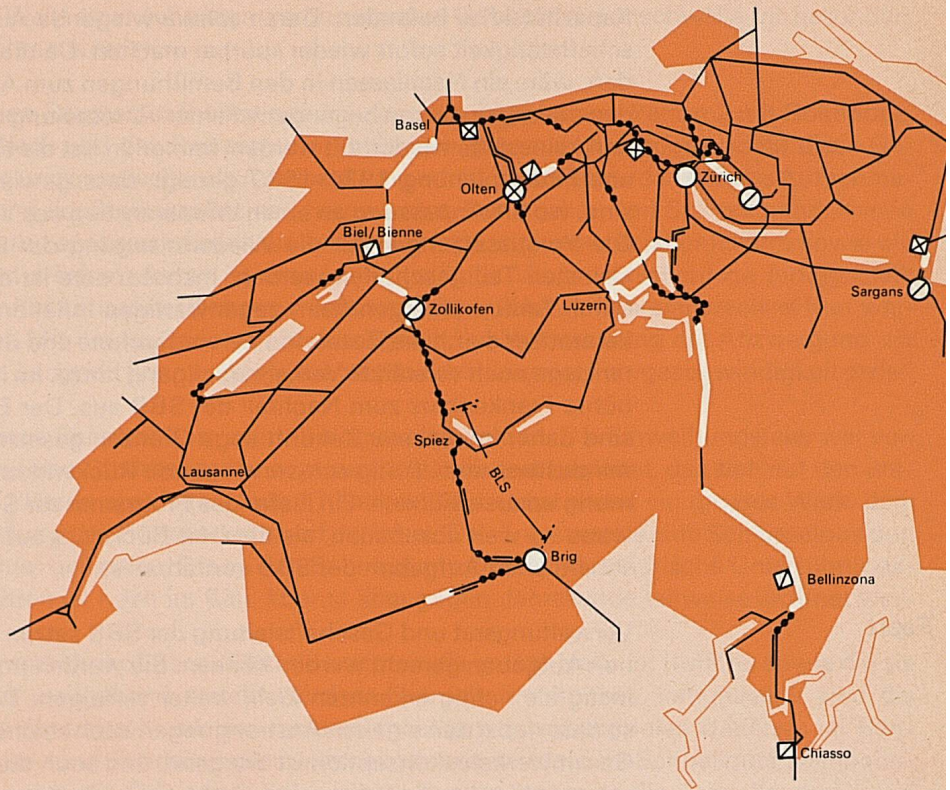 Basel
Zürich
Olten
Biel/Bienne
Luzern
Sargans
Zollikofen
Spiez
Lausanne
BLS
Brig
Bellinzona
Chiasso